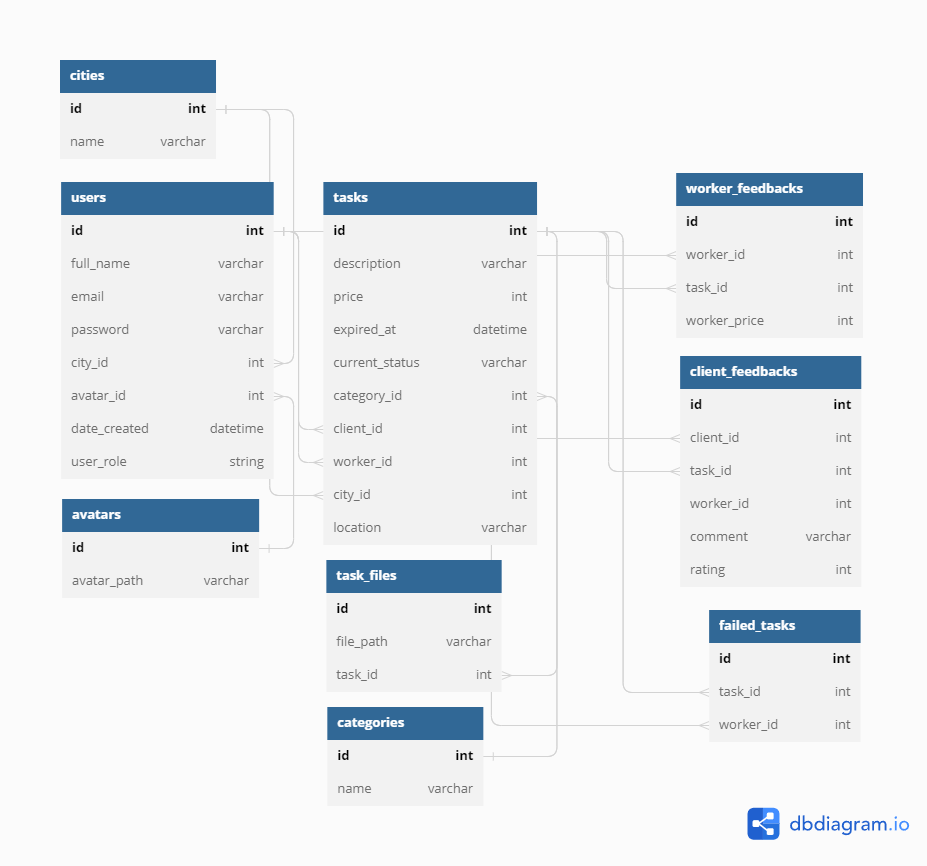 cities
id int
name varchar
users
id int
full_name varchar
email varchar
password varchar
city_id int
avatar_id int
date_created datetime
user_role string
avatars
id int
avatar_path varchar
tasks
id int
description varchar
price int
expired_at datetime
current_status varchar
category_id int
client_id int
worker_id int
city_id int
location varchar
task_files
id int
file_path varchar
task_id int
categories
id int
name varchar
worker_feedbacks
id int
worker_id int
task_id int
worker_price int
client_feedbacks
id int
client_id int
task_id int
worker_id int
comment varchar
rating int
failed_tasks
id int
task_id int
worker_id int
dbdiagram.io